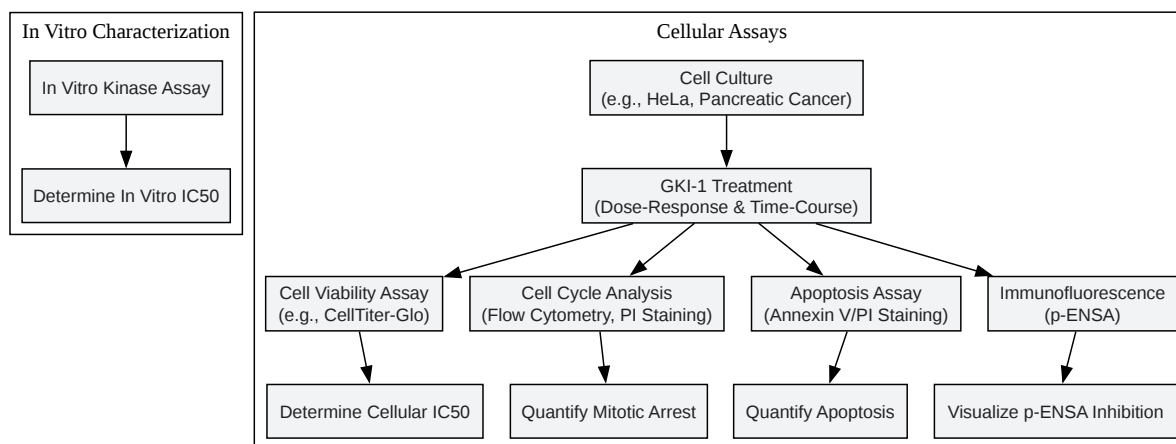 In Vitro Characterization
In Vitro Kinase Assay
Determine In Vitro IC50
Cellular Assays
Cell Culture
(e.g., HeLa, Pancreatic Cancer)
GKI-1 Treatment
(Dose-Response & Time-Course)
Cell Viability Assay
(e.g., CellTiter-Glo)
Cell Cycle Analysis
(Flow Cytometry, PI Staining)
Apoptosis Assay
(Annexin V/PI Staining)
Immunofluorescence
(p-ENSA)
Determine Cellular IC50
Quantify Mitotic Arrest
Quantify Apoptosis
Visualize p-ENSA Inhibition